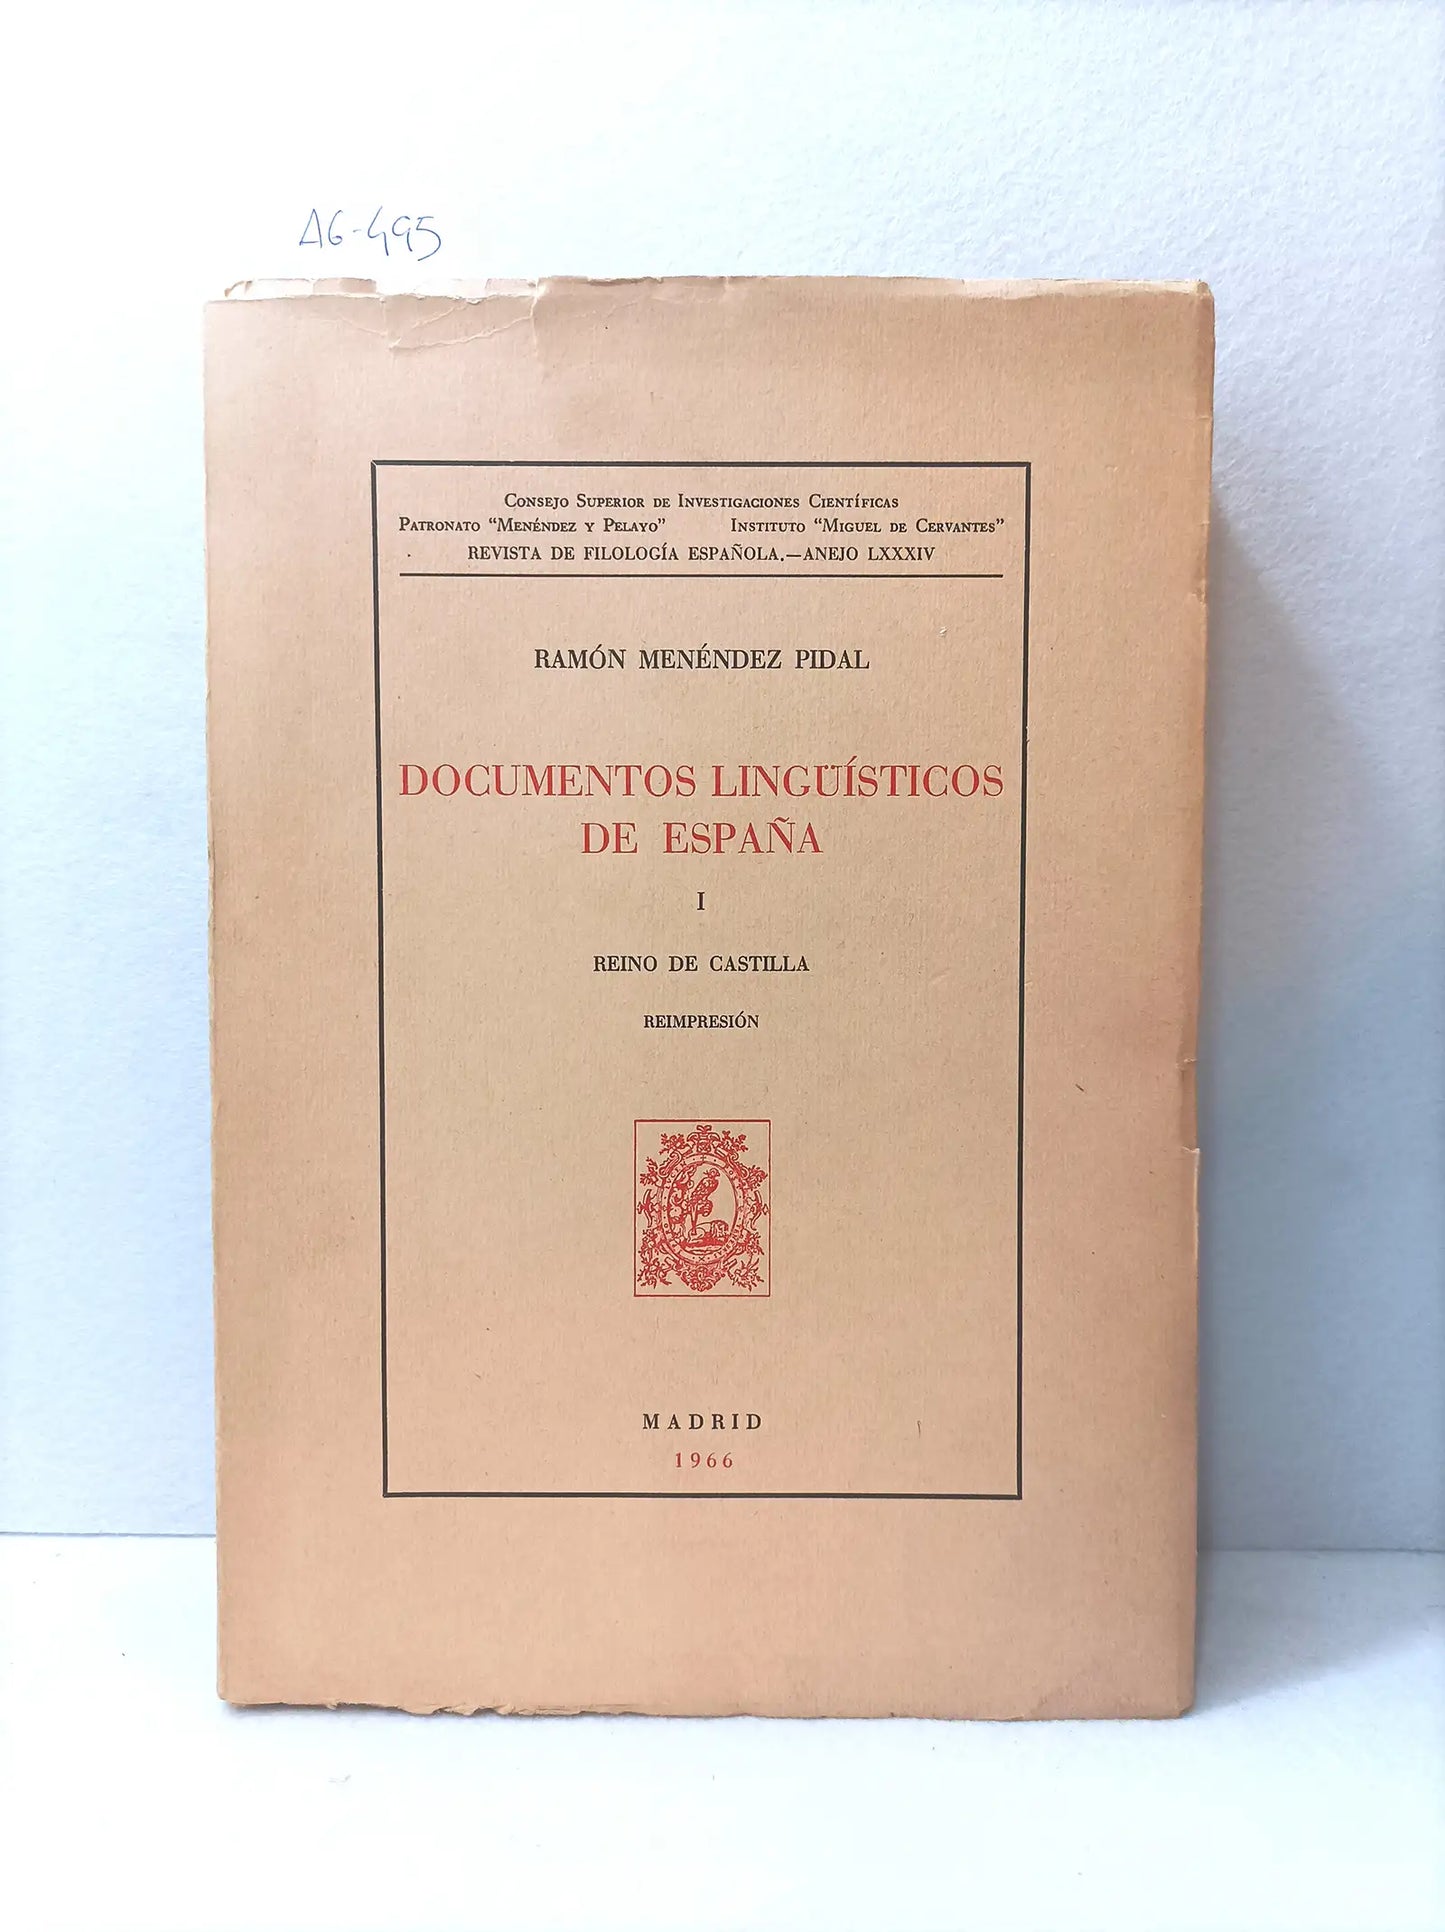 A6-495
Consejo Superior de Investigaciones Científicas
Patronato "Menéndez y Pelayo" Instituto "Miguel de Cervantes"
REVISTA DE FILOLOGÍA ESPAÑOLA.—ANEJO LXXXIV
RAMÓN MENÉNDEZ PIDAL
DOCUMENTOS LINGÜÍSTICOS
DE ESPAÑA
I
REINO DE CASTILLA
REIMPRESIÓN
MADRID
1966